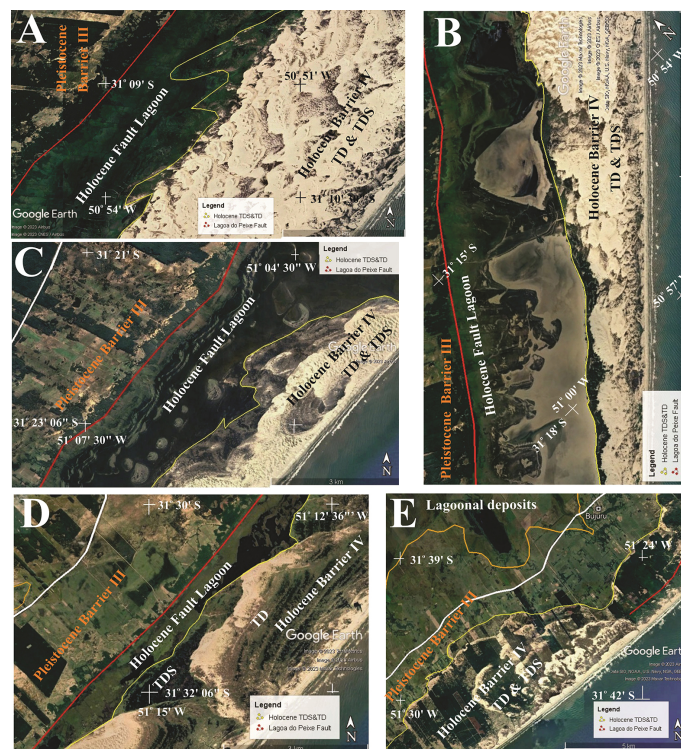 A
Pleistocene
Barrier III
31° 09' S
Holocene Fault Lagoon
50° 51' W
Holocene Barrier IV
TD & TDS
50° 54' W
Google Earth
Image © 2023 Airbus
Legend
Holocene TDS&TD
Lagoa do Peixe Fault
N
B
N
50° 54' W
Holocene Barrier IV
TD & TDS
31° 15' S
50° 57' W
Pleistocene Barrier III
Holocene Fault Lagoon
51° 00' W
31° 18' S
Legend
Holocene TDS&TD
Lagoa do Peixe Fault
C
31° 21' S
51° 04' 30" W
Legend
Holocene TDS&TD
Lagoa do Peixe Fault
Pleistocene Barrier III
Holocene Fault Lagoon
Holocene Barrier IV
TD & TDS
31° 23' 06" S
51° 07' 30" W
N
3 km
D
31° 30' S
51° 12' 36" W
Pleistocene Barrier III
Holocene Fault Lagoon
TD
Holocene Barrier IV
Google Earth
TDS
31° 32' 06" S
51° 15' W
Legend
Holocene TDS&TD
Lagoa do Peixe Fault
N
E
Lagoonal deposits
Bujuru
31° 39' S
51° 24' W
Pleistocene Barrier III
Holocene Barrier IV
TD & TDS
Google Earth
51° 30' W
31° 42' S
Legend
Holocene TDS&TD
Lagoa do Peixe Fault
N
5 km